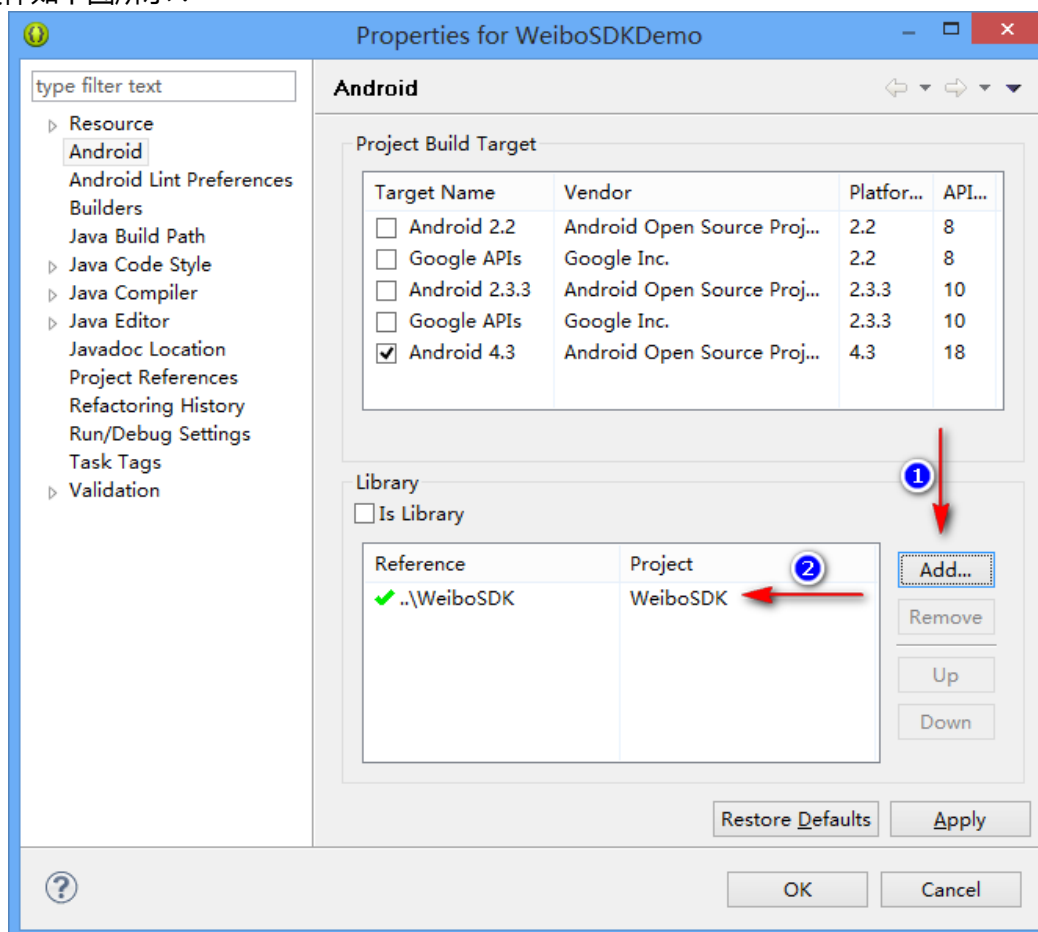 Properties for WeiboSDKDemo
type filter text
Resource
Android
Android Lint Preferences
Builders
Java Build Path
Java Code Style
Java Compiler
Java Editor
Javadoc Location
Project References
Refactoring History
Run/Debug Settings
Task Tags
Validation
Android
Project Build Target
Target Name Vendor Platfor... API...
Android 2.2 Android Open Source Proj... 2.2 8
Google APIs Google Inc. 2.2 8
Android 2.3.3 Android Open Source Proj... 2.3.3 10
Google APIs Google Inc. 2.3.3 10
Android 4.3 Android Open Source Proj... 4.3 18
1
Library
Is Library
Reference Project
2
..\WeiboSDK WeiboSDK
Add...
Remove
Up
Down
Restore Defaults Apply
? OK Cancel